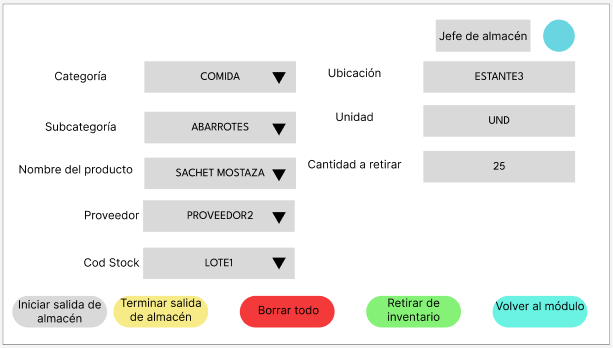 Jefe de almacén
Categoría
COMIDA
Ubicación
ESTANTE3
Subcategoría
ABARROTES
Unidad
UND
Nombre del producto
SACHET MOSTAZA
Cantidad a retirar
25
Proveedor
PROVEEDOR2
Cod Stock
LOTE1
Iniciar salida de
almacén
Terminar salida
de almacén
Borrar todo
Retirar de
inventario
Volver al módulo